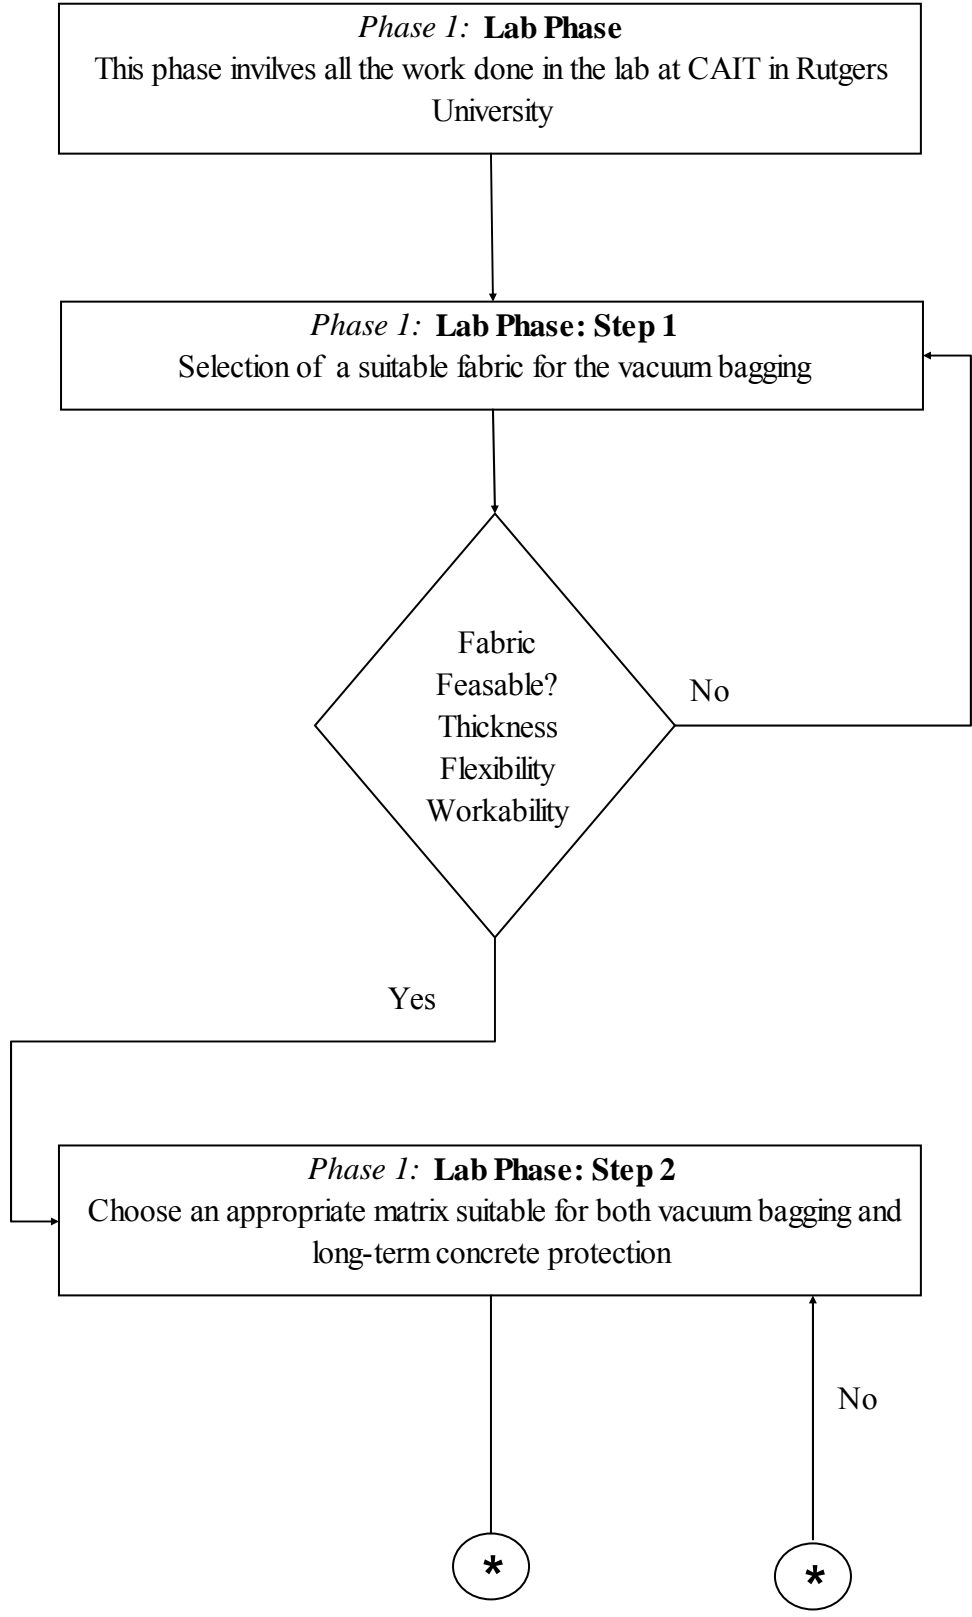 Phase 1: Lab Phase
This phase invilves all the work done in the lab at CAIT in Rutgers
University
Phase 1: Lab Phase: Step 1
Selection of a suitable fabric for the vacuum bagging
Fabric
Feasable?
Thickness
Flexibility
Workability
No
Yes
Phase 1: Lab Phase: Step 2
Choose an appropriate matrix suitable for both vacuum bagging and
long-term concrete protection
No
*
*